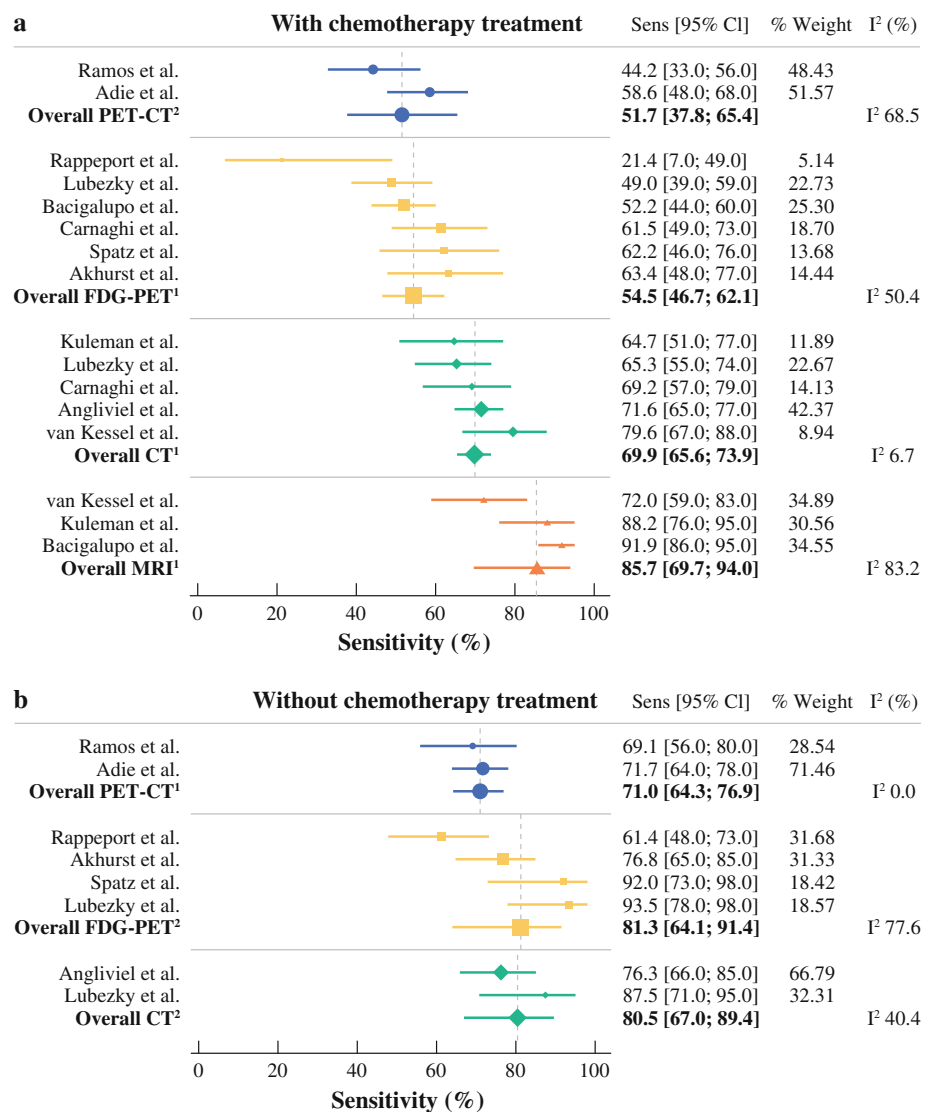 a With chemotherapy treatment Sens [95% CI] % Weight I² (%)
Ramos et al. 44.2 [33.0; 56.0] 48.43
Adie et al. 58.6 [48.0; 68.0] 51.57
Overall PET-CT² 51.7 [37.8; 65.4] I² 68.5
Rappeport et al. 21.4 [7.0; 49.0] 5.14
Lubezky et al. 49.0 [39.0; 59.0] 22.73
Bacigalupo et al. 52.2 [44.0; 60.0] 25.30
Carnaghi et al. 61.5 [49.0; 73.0] 18.70
Spatz et al. 62.2 [46.0; 76.0] 13.68
Akhurst et al. 63.4 [48.0; 77.0] 14.44
Overall FDG-PET¹ 54.5 [46.7; 62.1] I² 50.4
Kuleman et al. 64.7 [51.0; 77.0] 11.89
Lubezky et al. 65.3 [55.0; 74.0] 22.67
Carnaghi et al. 69.2 [57.0; 79.0] 14.13
Angliviel et al. 71.6 [65.0; 77.0] 42.37
van Kessel et al. 79.6 [67.0; 88.0] 8.94
Overall CT¹ 69.9 [65.6; 73.9] I² 6.7
van Kessel et al. 72.0 [59.0; 83.0] 34.89
Kuleman et al. 88.2 [76.0; 95.0] 30.56
Bacigalupo et al. 91.9 [86.0; 95.0] 34.55
Overall MRI¹ 85.7 [69.7; 94.0] I² 83.2
0 20 40 60 80 100
Sensitivity (%)
b Without chemotherapy treatment Sens [95% CI] % Weight I² (%)
Ramos et al. 69.1 [56.0; 80.0] 28.54
Adie et al. 71.7 [64.0; 78.0] 71.46
Overall PET-CT¹ 71.0 [64.3; 76.9] I² 0.0
Rappeport et al. 61.4 [48.0; 73.0] 31.68
Akhurst et al. 76.8 [65.0; 85.0] 31.33
Spatz et al. 92.0 [73.0; 98.0] 18.42
Lubezky et al. 93.5 [78.0; 98.0] 18.57
Overall FDG-PET² 81.3 [64.1; 91.4] I² 77.6
Angliviel et al. 76.3 [66.0; 85.0] 66.79
Lubezky et al. 87.5 [71.0; 95.0] 32.31
Overall CT² 80.5 [67.0; 89.4] I² 40.4
0 20 40 60 80 100
Sensitivity (%)